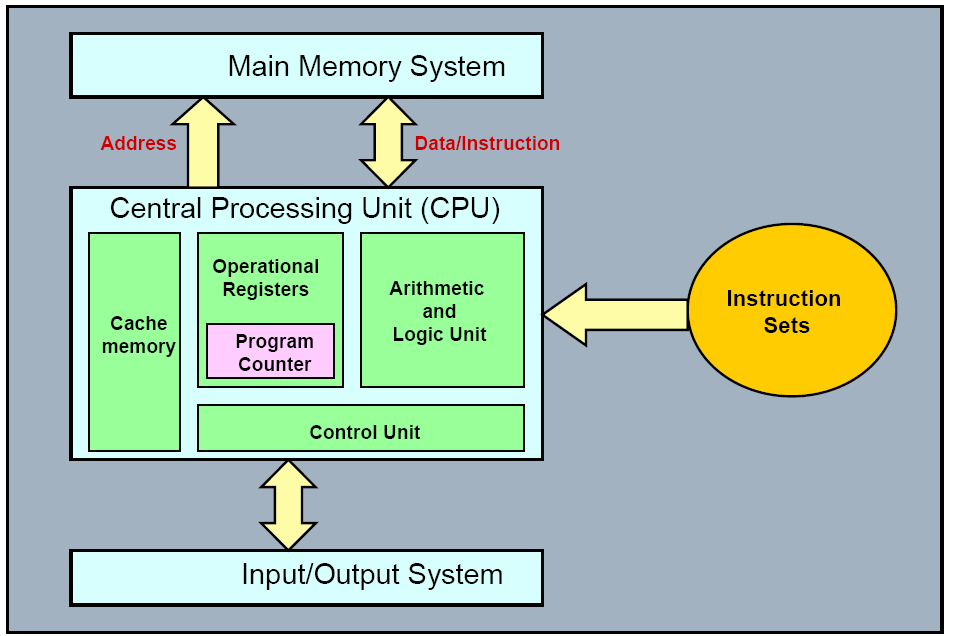 Main Memory System
Address
Data/Instruction
Central Processing Unit (CPU)
Cache
memory
Operational
Registers
Program
Counter
Arithmetic
and
Logic Unit
Control Unit
Instruction
Sets
Input/Output System